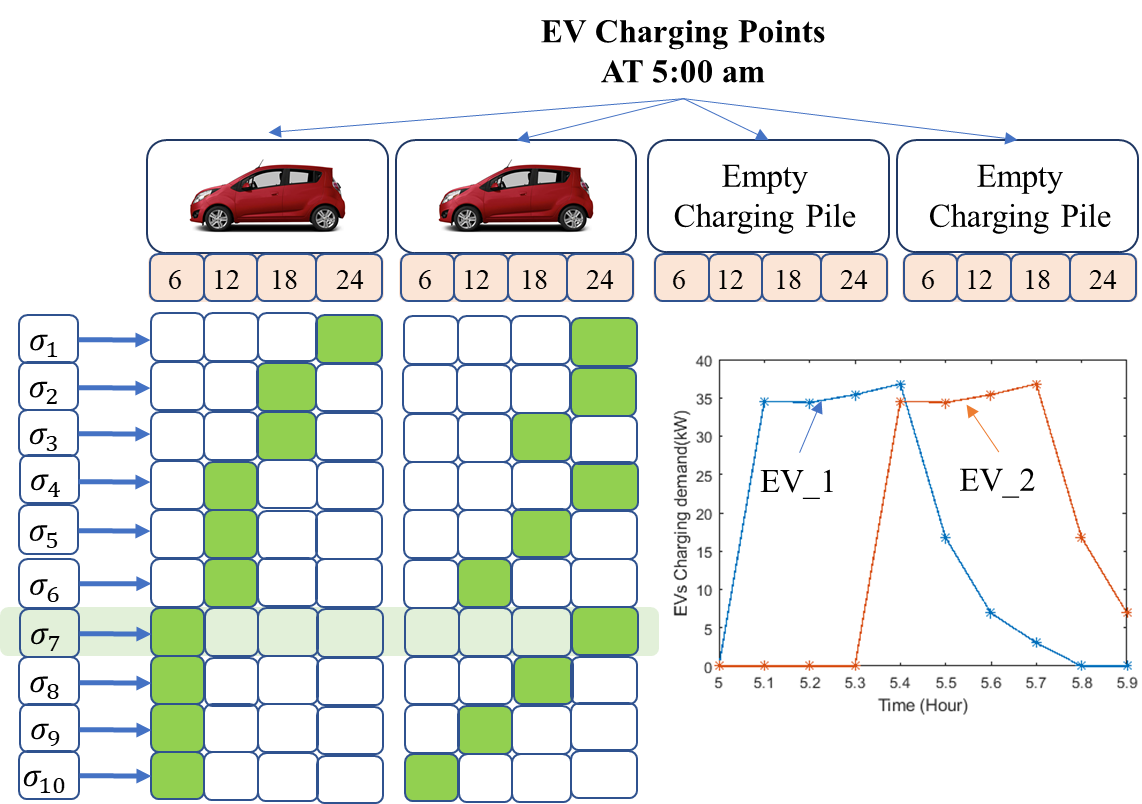 EV Charging Points
AT 5:00 am
Empty
Charging Pile
Empty
Charging Pile
6 12 18 24
6 12 18 24
6 12 18 24
6 12 18 24
σ1
σ2
σ3
σ4
σ5
σ6
σ7
σ8
σ9
σ10
EVs Charging demand(kW)
40
35
30
25
20
15
10
5
0
EV_1
EV_2
5 5.1 5.2 5.3 5.4 5.5 5.6 5.7 5.8 5.9
Time (Hour)